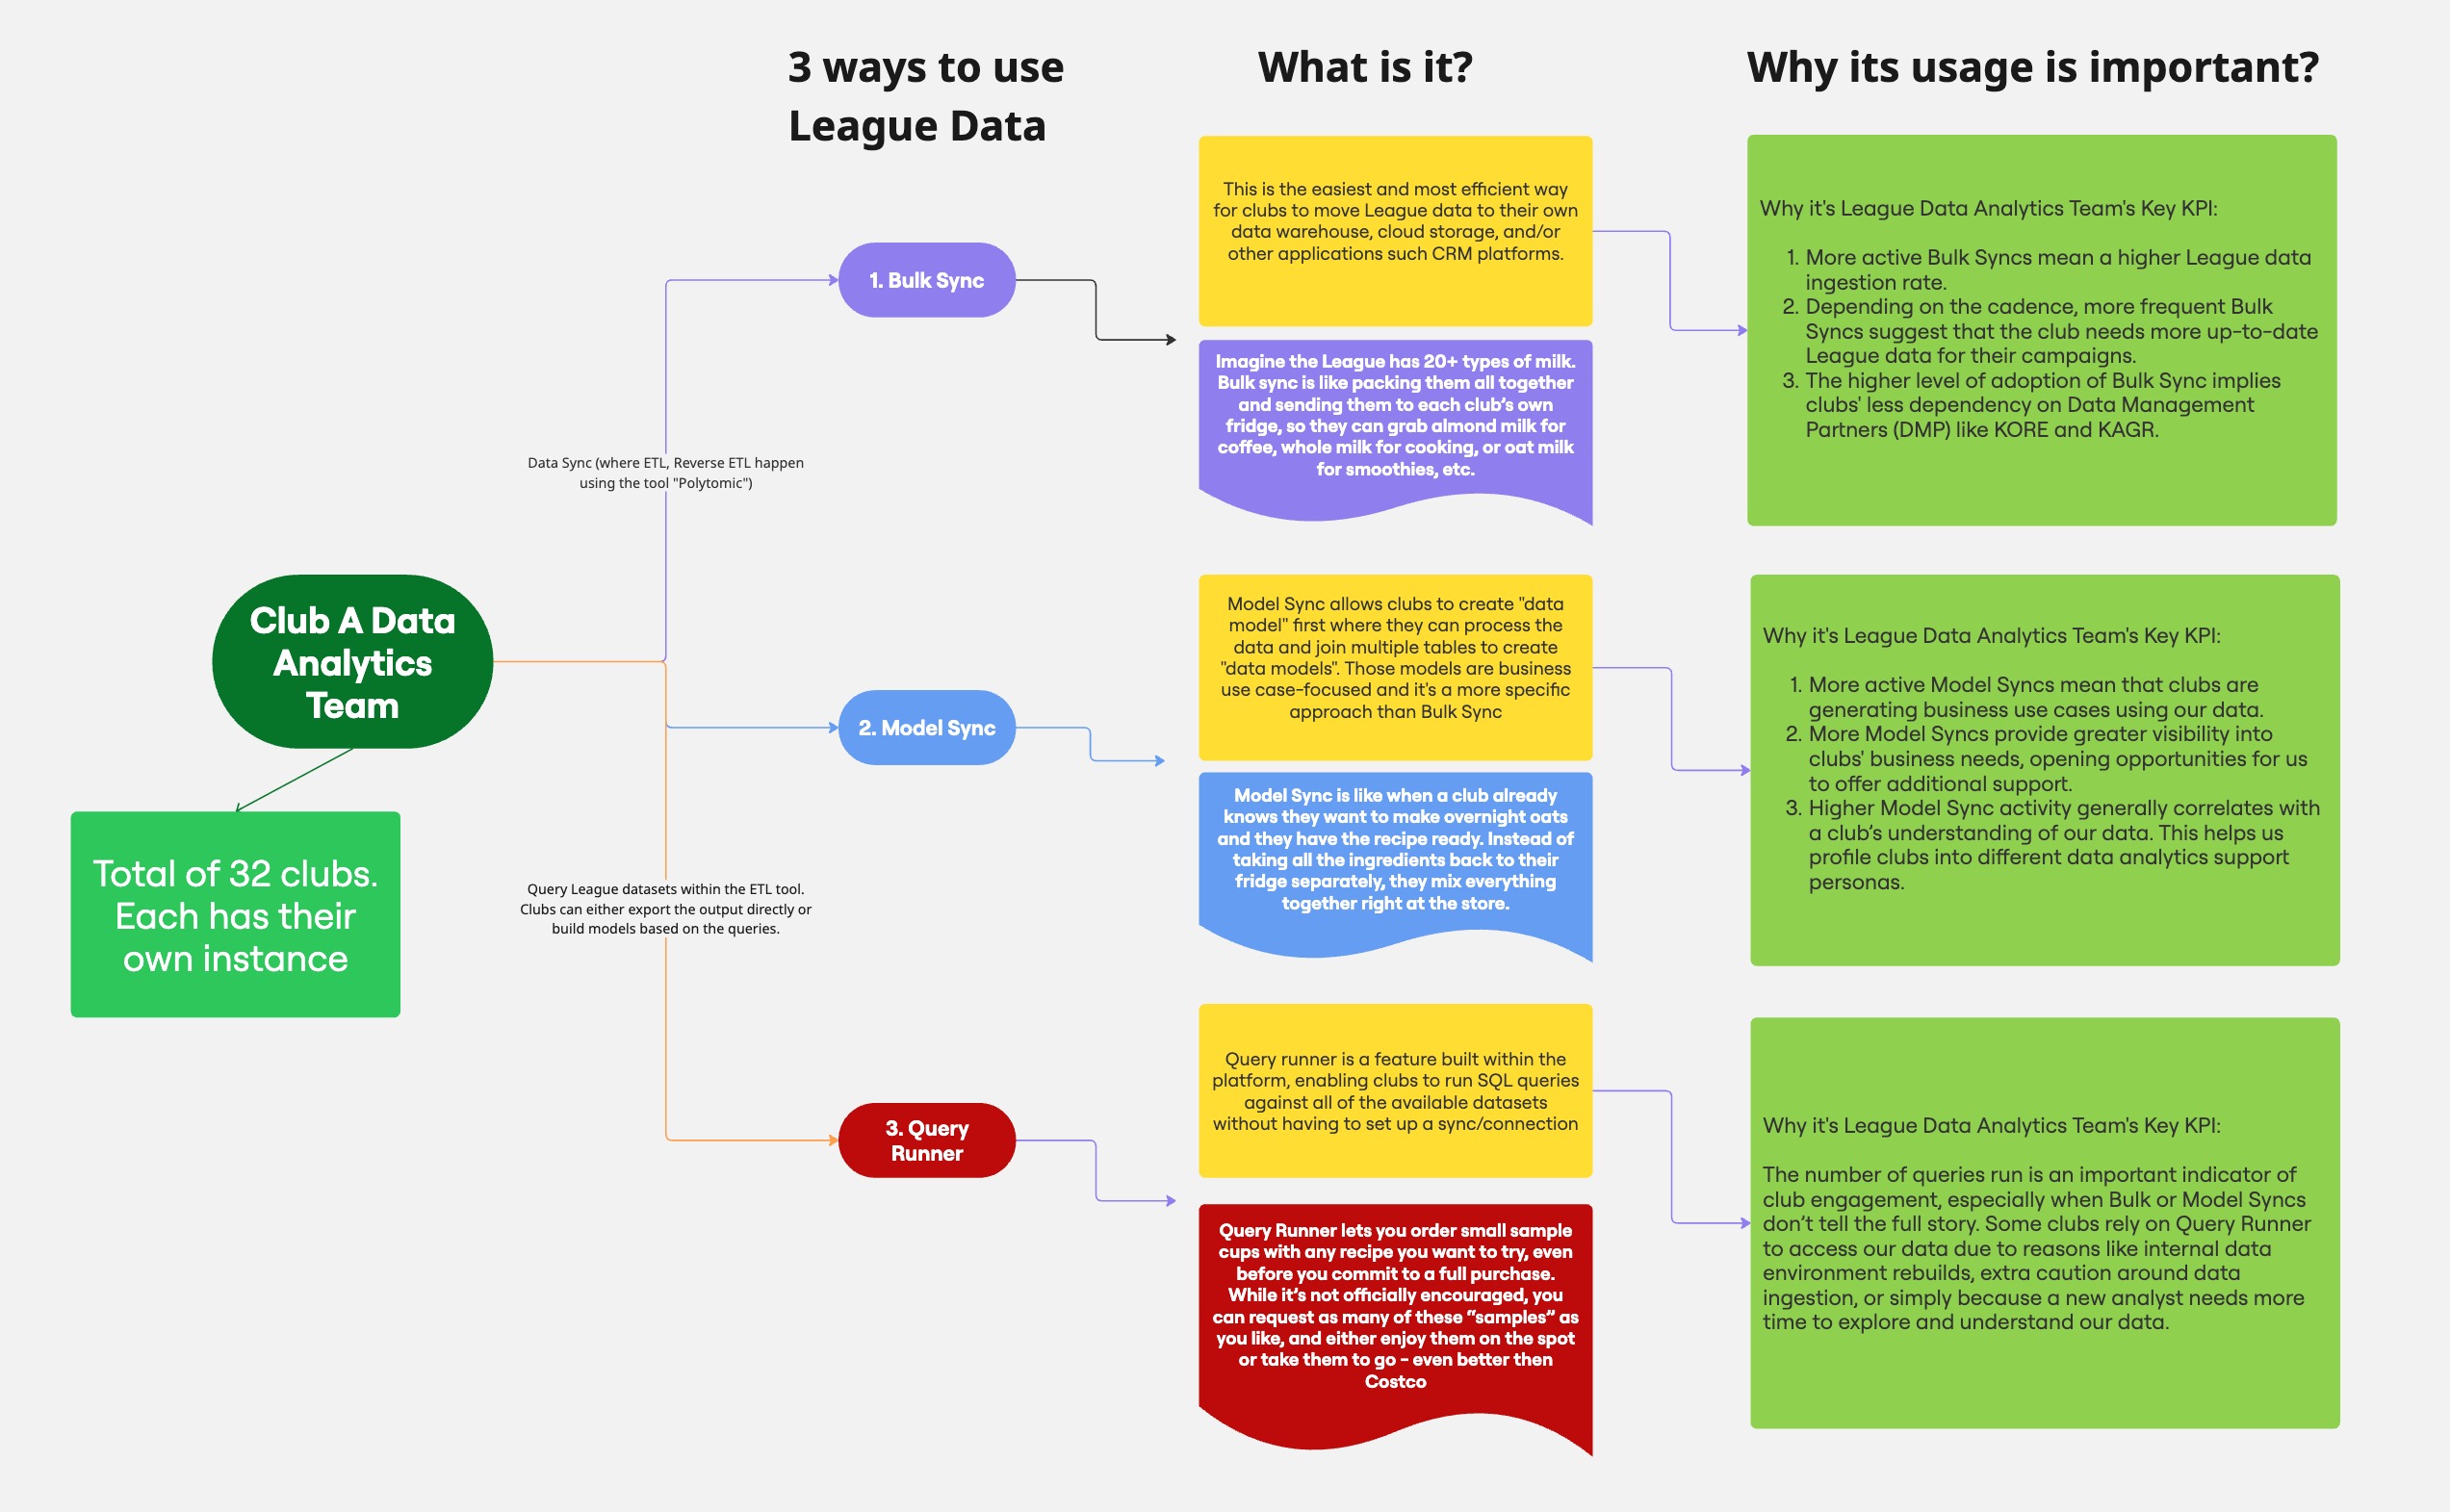 3 ways to use
League Data
What is it?
Why its usage is important?
1. Bulk Sync
This is the easiest and most efficient way
for clubs to move League data to their own
data warehouse, cloud storage, and/or
other applications such CRM platforms.
Imagine the League has 20+ types of milk.
Bulk sync is like packing them all together
and sending them to each club’s own
fridge, so they can grab almond milk for
coffee, whole milk for cooking, or oat milk
for smoothies, etc.
Why it's League Data Analytics Team's Key KPI:
1. More active Bulk Syncs mean a higher League data
ingestion rate.
2. Depending on the cadence, more frequent Bulk
Syncs suggest that the club needs more up-to-date
League data for their campaigns.
3. The higher level of adoption of Bulk Sync implies
clubs' less dependency on Data Management
Partners (DMP) like KORE and KAGR.
Data Sync (where ETL, Reverse ETL happen
using the tool "Polytomic")
Club A Data
Analytics
Team
Total of 32 clubs.
Each has their
own instance
2. Model Sync
Model Sync allows clubs to create "data
model" first where they can process the
data and join multiple tables to create
"data models". Those models are business
use case-focused and it's a more specific
approach than Bulk Sync
Model Sync is like when a club already
knows they want to make overnight oats
and they have the recipe ready. Instead of
taking all the ingredients back to their
fridge separately, they mix everything
together right at the store.
Why it's League Data Analytics Team's Key KPI:
1. More active Model Syncs mean that clubs are
generating business use cases using our data.
2. More Model Syncs provide greater visibility into
clubs' business needs, opening opportunities for us
to offer additional support.
3. Higher Model Sync activity generally correlates with
a club’s understanding of our data. This helps us
profile clubs into different data analytics support
personas.
Query League datasets within the ETL tool.
Clubs can either export the output directly or
build models based on the queries.
3. Query
Runner
Query runner is a feature built within the
platform, enabling clubs to run SQL queries
against all of the available datasets
without having to set up a sync/connection
Query Runner lets you order small sample
cups with any recipe you want to try, even
before you commit to a full purchase.
While it’s not officially encouraged, you
can request as many of these “samples” as
you like, and either enjoy them on the spot
or take them to go - even better then
Costco
Why it's League Data Analytics Team's Key KPI:
The number of queries run is an important indicator of
club engagement, especially when Bulk or Model Syncs
don’t tell the full story. Some clubs rely on Query Runner
to access our data due to reasons like internal data
environment rebuilds, extra caution around data
ingestion, or simply because a new analyst needs more
time to explore and understand our data.